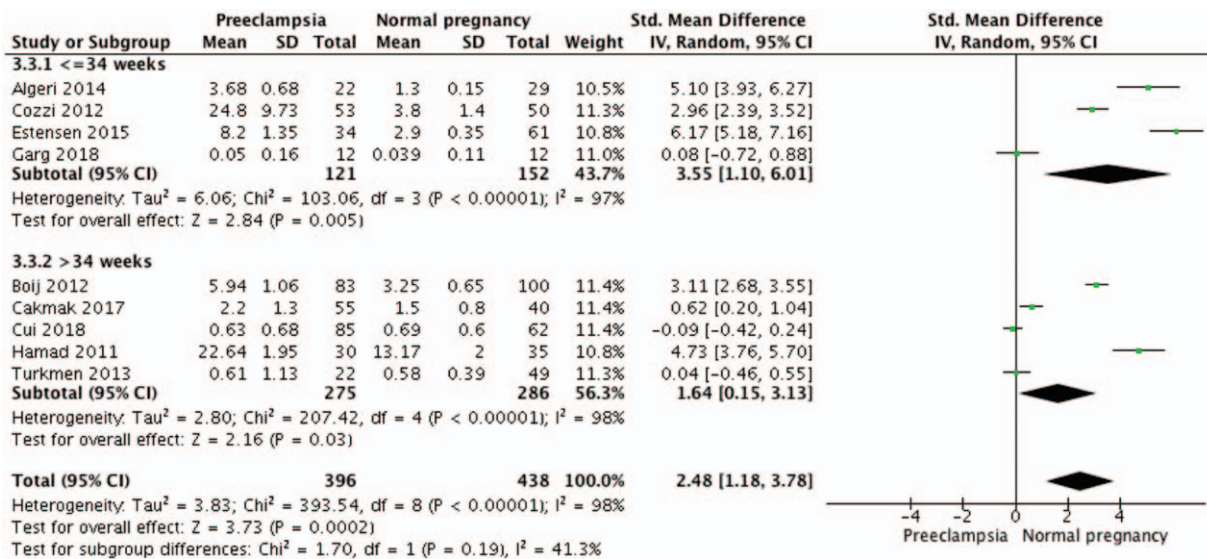 Preeclampsia Normal pregnancy Std. Mean Difference Std. Mean Difference
Study or Subgroup Mean SD Total Mean SD Total Weight IV, Random, 95% CI IV, Random, 95% CI
3.3.1 <=34 weeks
Algeri 2014 3.68 0.68 22 1.3 0.15 29 10.5% 5.10 [3.93, 6.27]
Cozzi 2012 24.8 9.73 53 3.8 1.4 50 11.3% 2.96 [2.39, 3.52]
Estensen 2015 8.2 1.35 34 2.9 0.35 61 10.8% 6.17 [5.18, 7.16]
Garg 2018 0.05 0.16 12 0.039 0.11 12 11.0% 0.08 [-0.72, 0.88]
Subtotal (95% CI) 121 152 43.7% 3.55 [1.10, 6.01]
Heterogeneity: Tau² = 6.06; Chi² = 103.06, df = 3 (P < 0.00001); I² = 97%
Test for overall effect: Z = 2.84 (P = 0.005)
3.3.2 >34 weeks
Boij 2012 5.94 1.06 83 3.25 0.65 100 11.4% 3.11 [2.68, 3.55]
Cakmak 2017 2.2 1.3 55 1.5 0.8 40 11.4% 0.62 [0.20, 1.04]
Cui 2018 0.63 0.68 85 0.69 0.6 62 11.4% -0.09 [-0.42, 0.24]
Hamad 2011 22.64 1.95 30 13.17 2 35 10.8% 4.73 [3.76, 5.70]
Turkmen 2013 0.61 1.13 22 0.58 0.39 49 11.3% 0.04 [-0.46, 0.55]
Subtotal (95% CI) 275 286 56.3% 1.64 [0.15, 3.13]
Heterogeneity: Tau² = 2.80; Chi² = 207.42, df = 4 (P < 0.00001); I² = 98%
Test for overall effect: Z = 2.16 (P = 0.03)
Total (95% CI) 396 438 100.0% 2.48 [1.18, 3.78]
Heterogeneity: Tau² = 3.83; Chi² = 393.54, df = 8 (P < 0.00001); I² = 98%
Test for overall effect: Z = 3.73 (P = 0.0002)
Test for subgroup differences: Chi² = 1.70, df = 1 (P = 0.19), I² = 41.3%
-4 -2 0 2 4
Preeclampsia Normal pregnancy